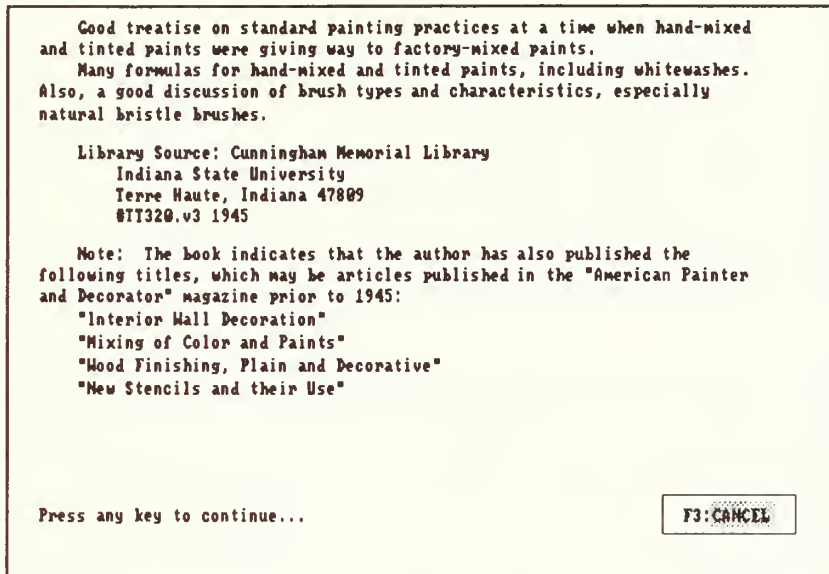 Good treatise on standard painting practices at a time when hand-mixed
and tinted paints were giving way to factory-mixed paints.
Many formulas for hand-mixed and tinted paints, including whitewashes.
Also, a good discussion of brush types and characteristics, especially
natural bristle brushes.
Library Source: Cunningham Memorial Library
Indiana State University
Terre Haute, Indiana 47809
#TT320.v3 1945
Note: The book indicates that the author has also published the
following titles, which may be articles published in the "American Painter
and Decorator" magazine prior to 1945:
"Interior Wall Decoration"
"Mixing of Color and Paints"
"Wood Finishing, Plain and Decorative"
"New Stencils and their Use"
Press any key to continue...
F3:CANCEL